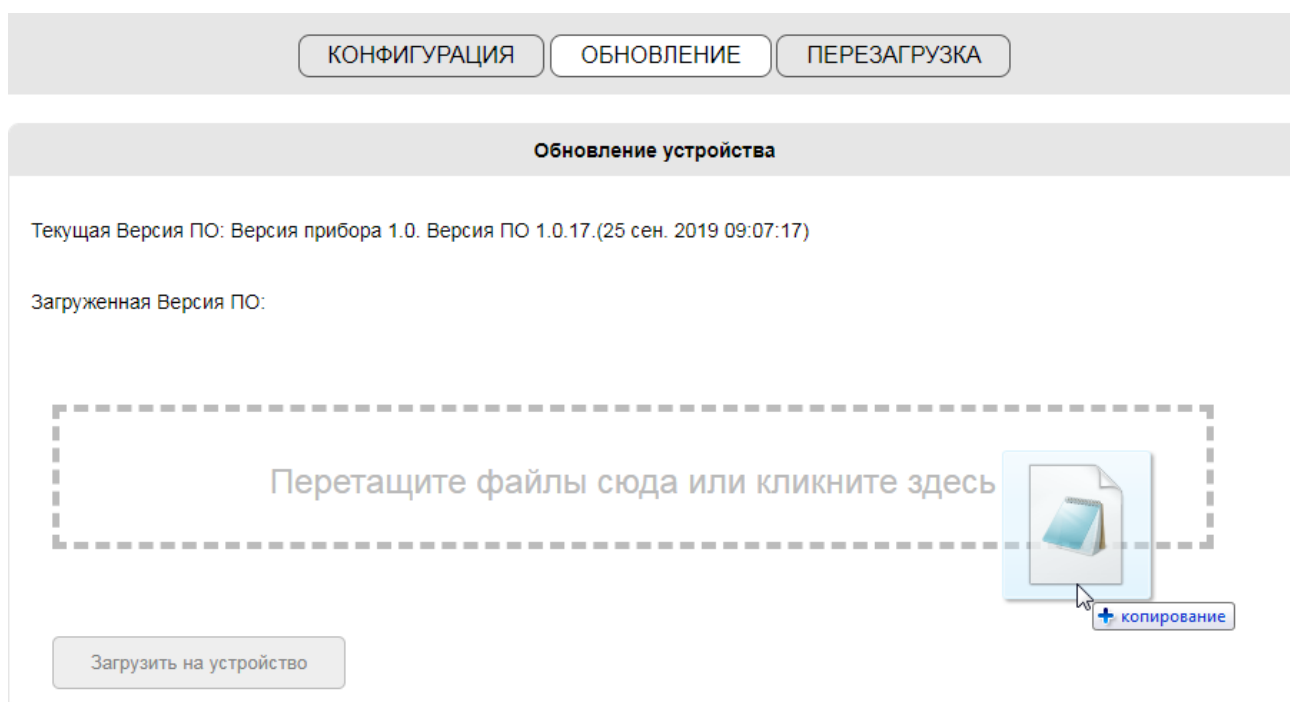 КОНФИГУРАЦИЯ ОБНОВЛЕНИЕ ПЕРЕЗАГРУЗКА
Обновление устройства
Текущая Версия ПО: Версия прибора 1.0. Версия ПО 1.0.17.(25 сен. 2019 09:07:17)
Загруженная Версия ПО:
Перетащите файлы сюда или кликните здесь
копирование
Загрузить на устройство